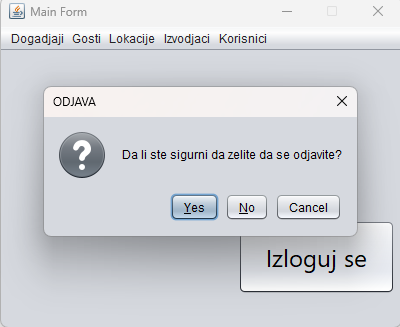 Main Form
Dogadjaji Gosti Lokacije Izvodjaci Korisnici
ODJAVA
Da li ste sigurni da zelite da se odjavite?
Yes No Cancel
Izloguj se